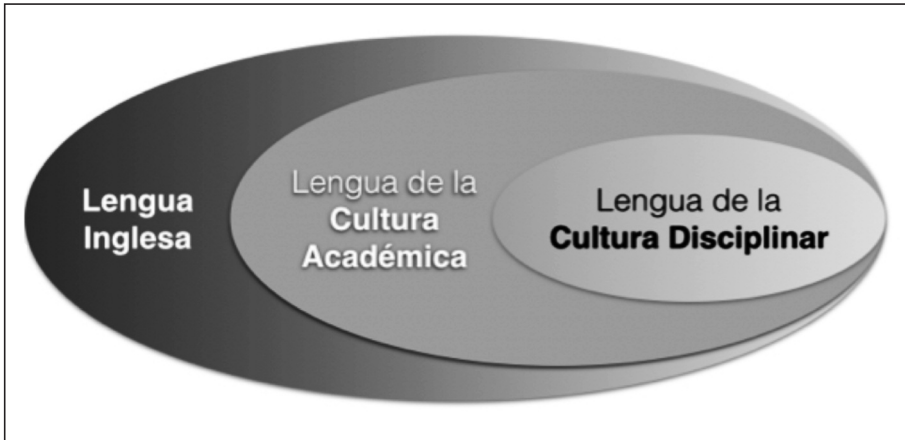 Lengua
Inglesa
Lengua de la
Cultura
Académica
Lengua de la
Cultura Disciplinar